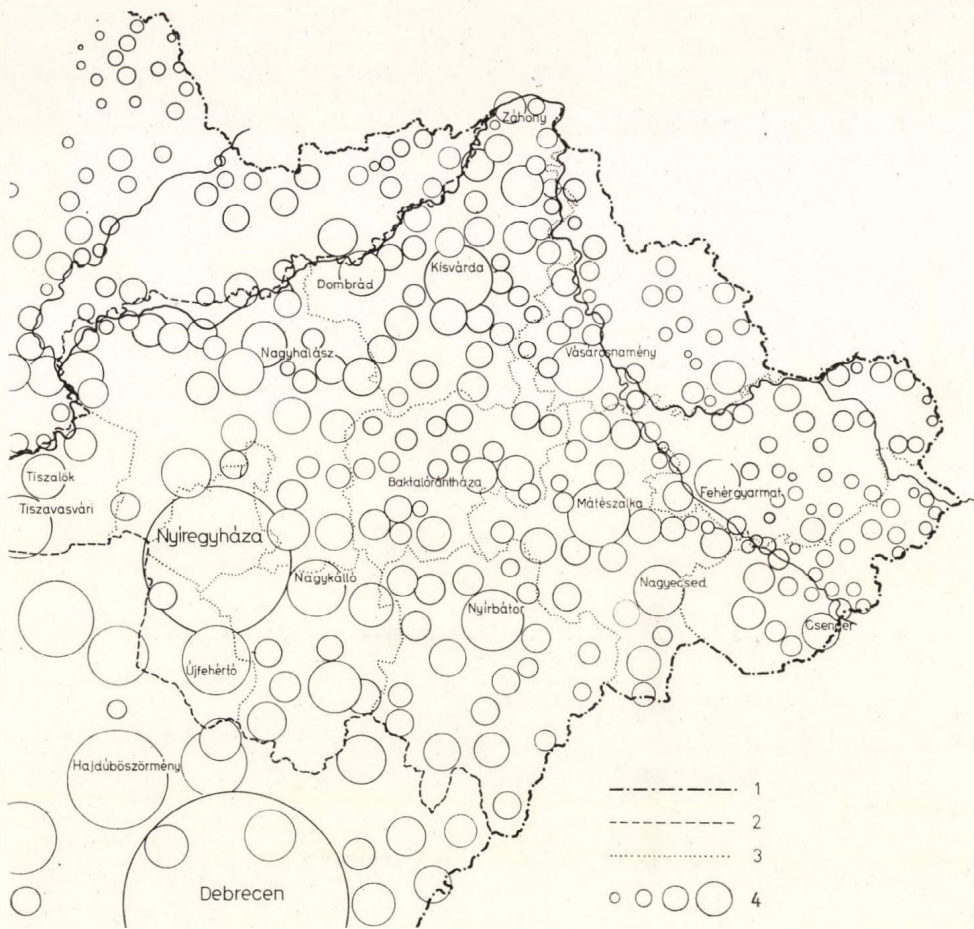 Záhony
Dombrád
Kisvárda
Nagyhalász
Vásárosnamény
Tiszalök
Tiszavasvári
Baktalórántháza
Mátészalka
Fehérgyarmat
Nyíregyháza
Nagykálló
Nyírbátor
Nagyecsed
Csenger
Újfehértó
Hajdúböszörmény
Debrecen
1
2
3
4